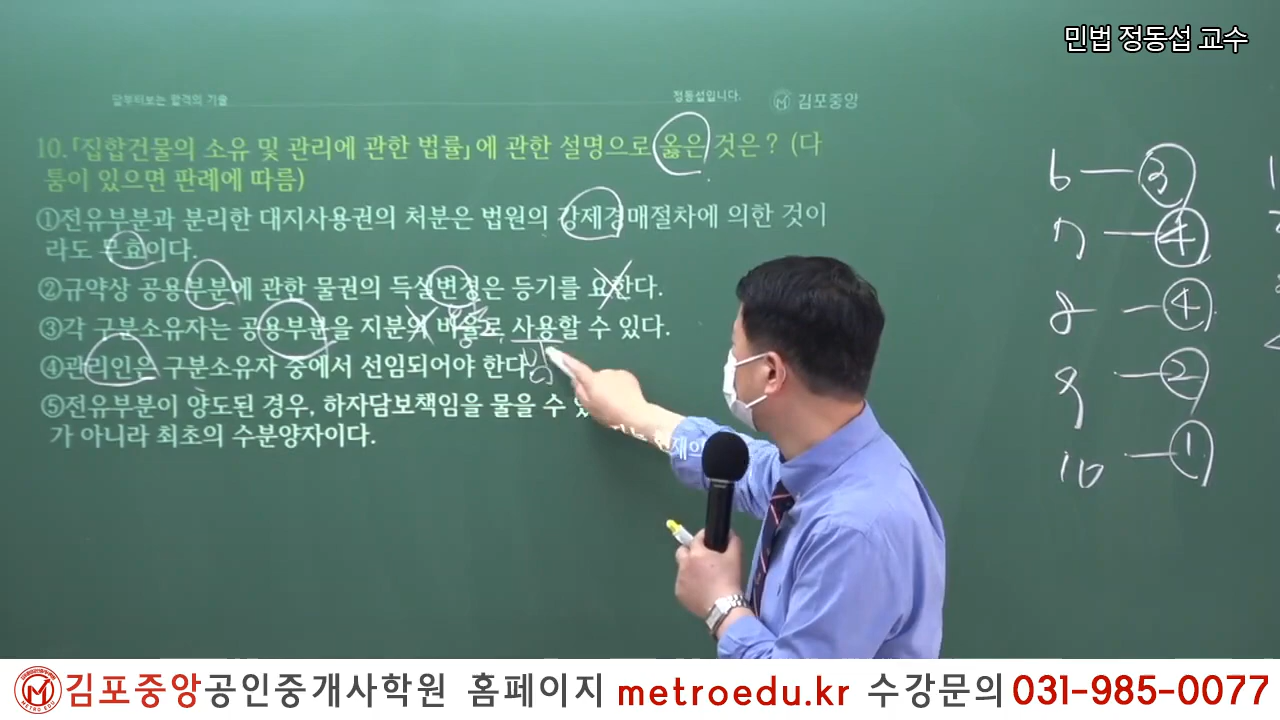 민법 정동섭 교수
말부터보는 합격의 기술
정동섭입니다.
김포중앙
10.「집합건물의 소유 및 관리에 관한 법률」에 관한 설명으로 옳은 것은? (다
툼이 있으면 판례에 따름)
①전유부분과 분리한 대지사용권의 처분은 법원의 강제경매절차에 의한 것이
라도 무효이다.
②규약상 공용부분에 관한 물권의 득실변경은 등기를 요한다.
③각 구분소유자는 공용부분을 지분의 비율로 사용할 수 있다.
④관리인은 구분소유자 중에서 선임되어야 한다
⑤전유부분이 양도된 경우, 하자담보책임을 물을 수
가 아니라 최초의 수분양자이다.
6 ③
7 ④
8 ④
9 ②
10 ①
김포중앙공인중개사학원 홈페이지 metroedu.kr 수강문의 031-985-0077
METRO EDU